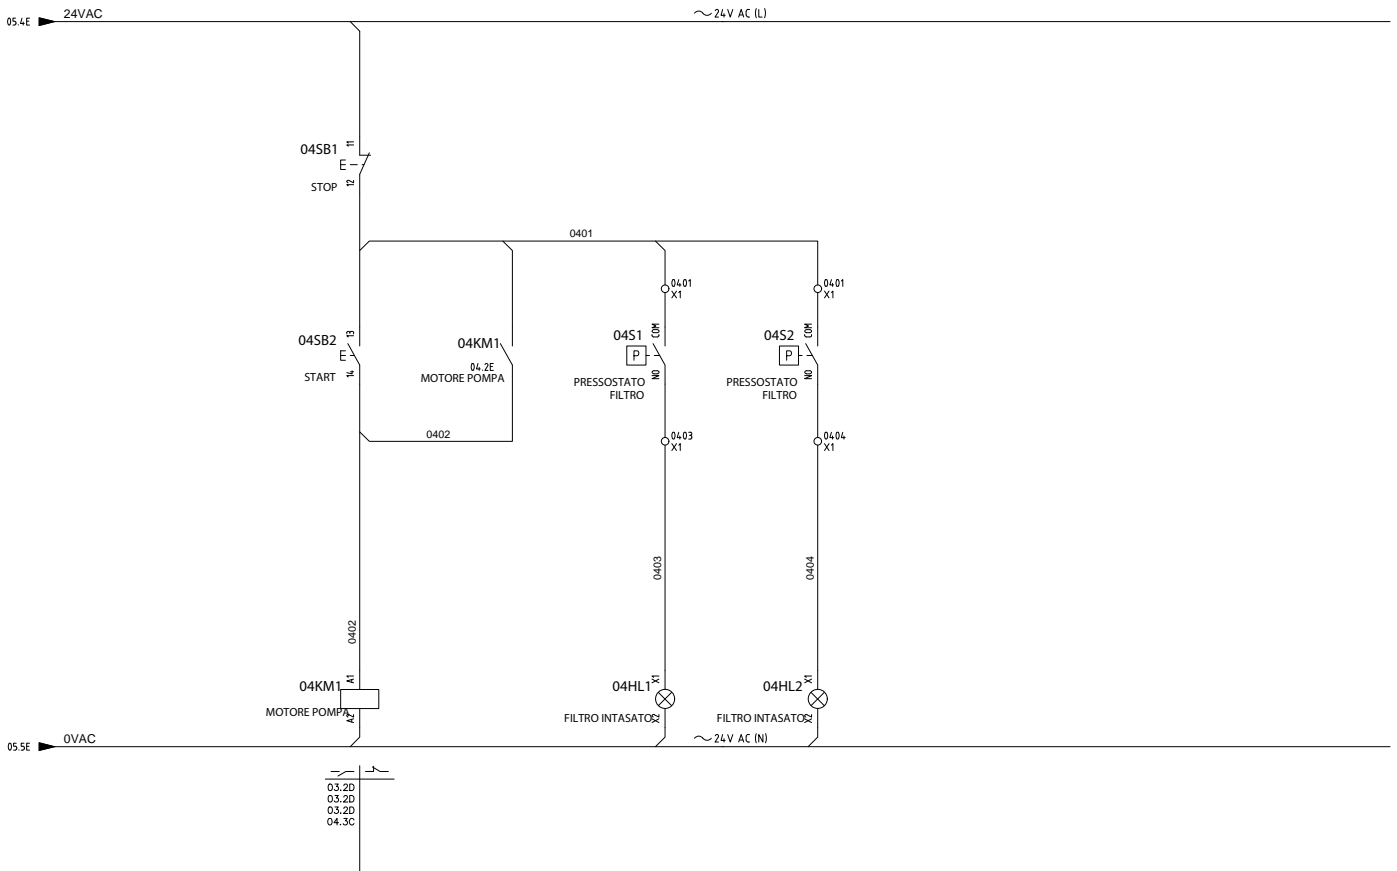 05.4E
24VAC
24V AC (L)
04SB1
11
12
STOP
0401
0401
X1
0401
X1
04SB2
13
14
START
04KM1
04.2E
MOTORE POMPA
04S1
COM
P
NO
PRESSOSTATO
FILTRO
04S2
COM
P
NO
PRESSOSTATO
FILTRO
0402
0403
X1
0404
X1
0403
0404
0402
04KM1
A1
A2
MOTORE POMPA
04HL1
X1
X2
FILTRO INTASATO
04HL2
X1
X2
FILTRO INTASATO
05.5E
0VAC
24V AC (N)
03.2D
03.2D
03.2D
04.3C